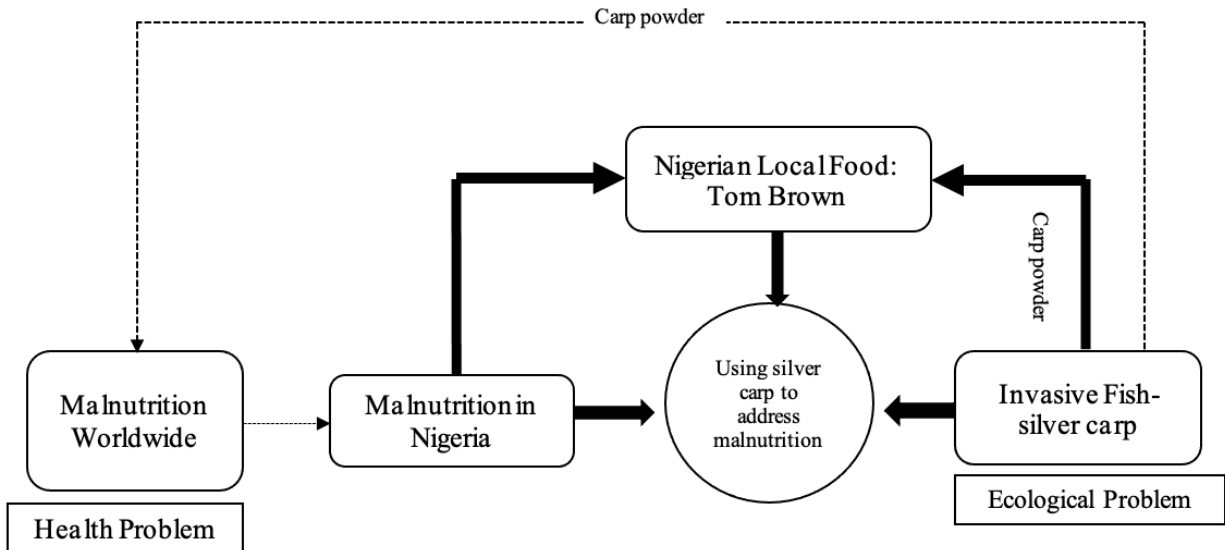 Carp powder
Nigerian Local Food:
Tom Brown
Carp powder
Malnutrition
Worldwide
Malnutrition in
Nigeria
Using silver
carp to
address
malnutrition
Invasive Fish-
silver carp
Health Problem
Ecological Problem